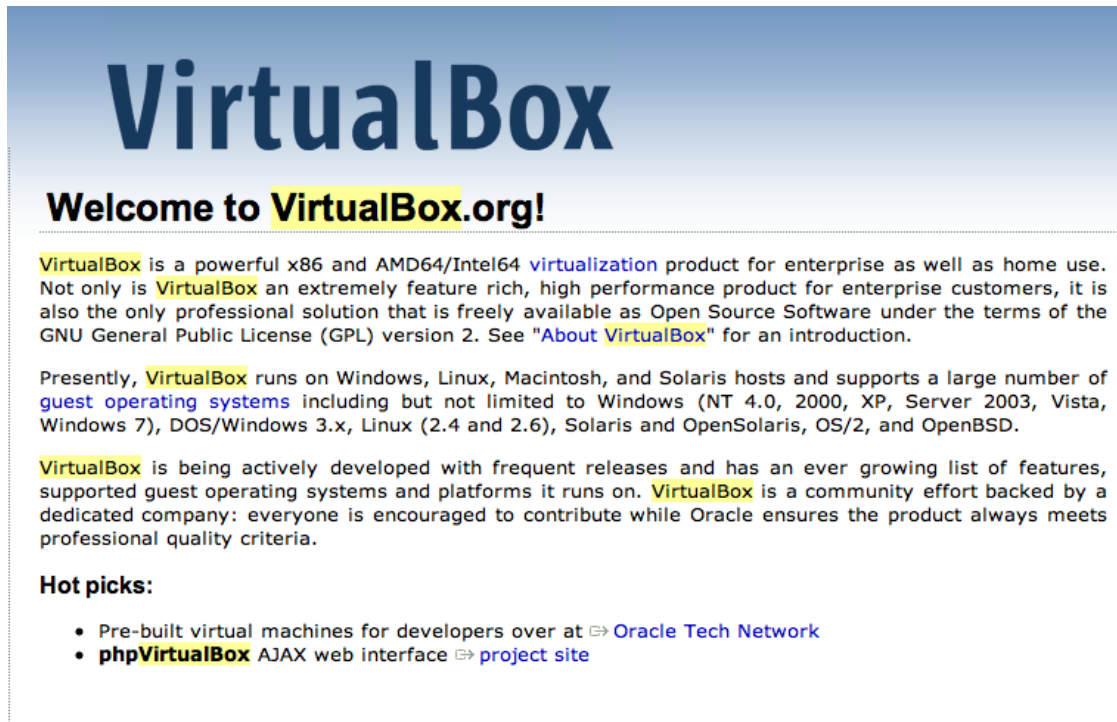 VirtualBox
Welcome to VirtualBox.org!
VirtualBox is a powerful x86 and AMD64/Intel64 virtualization product for enterprise as well as home use.
Not only is VirtualBox an extremely feature rich, high performance product for enterprise customers, it is
also the only professional solution that is freely available as Open Source Software under the terms of the
GNU General Public License (GPL) version 2. See "About VirtualBox" for an introduction.
Presently, VirtualBox runs on Windows, Linux, Macintosh, and Solaris hosts and supports a large number of
guest operating systems including but not limited to Windows (NT 4.0, 2000, XP, Server 2003, Vista,
Windows 7), DOS/Windows 3.x, Linux (2.4 and 2.6), Solaris and OpenSolaris, OS/2, and OpenBSD.
VirtualBox is being actively developed with frequent releases and has an ever growing list of features,
supported guest operating systems and platforms it runs on. VirtualBox is a community effort backed by a
dedicated company: everyone is encouraged to contribute while Oracle ensures the product always meets
professional quality criteria.
Hot picks:
• Pre-built virtual machines for developers over at Oracle Tech Network
• phpVirtualBox AJAX web interface project site